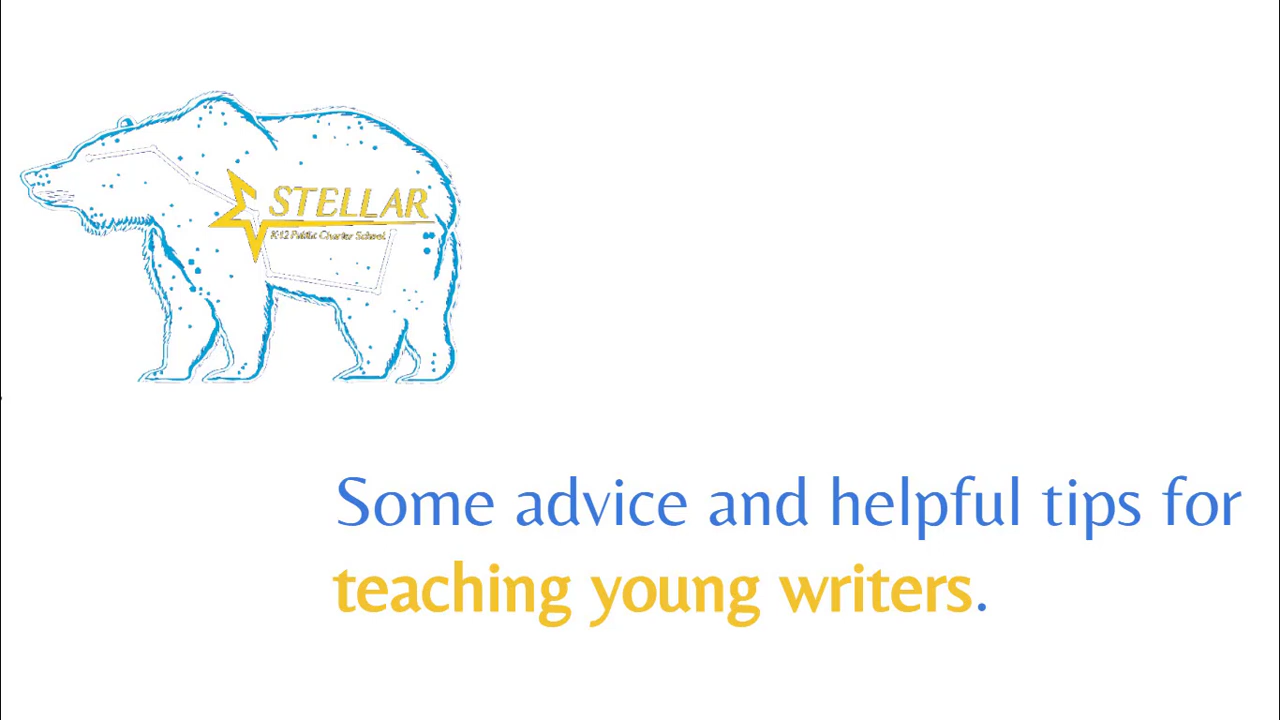 STELLAR
K-12 Public Charter School
Some advice and helpful tips for
teaching young writers.